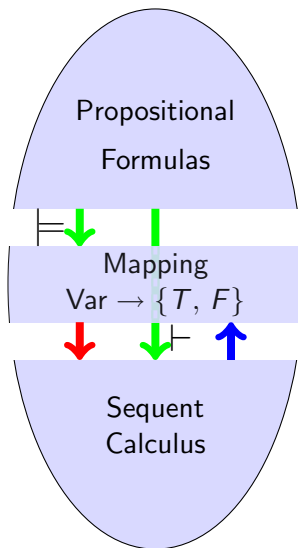 Propositional
Formulas
⊨
Mapping
Var → {T, F}
⊢
Sequent
Calculus